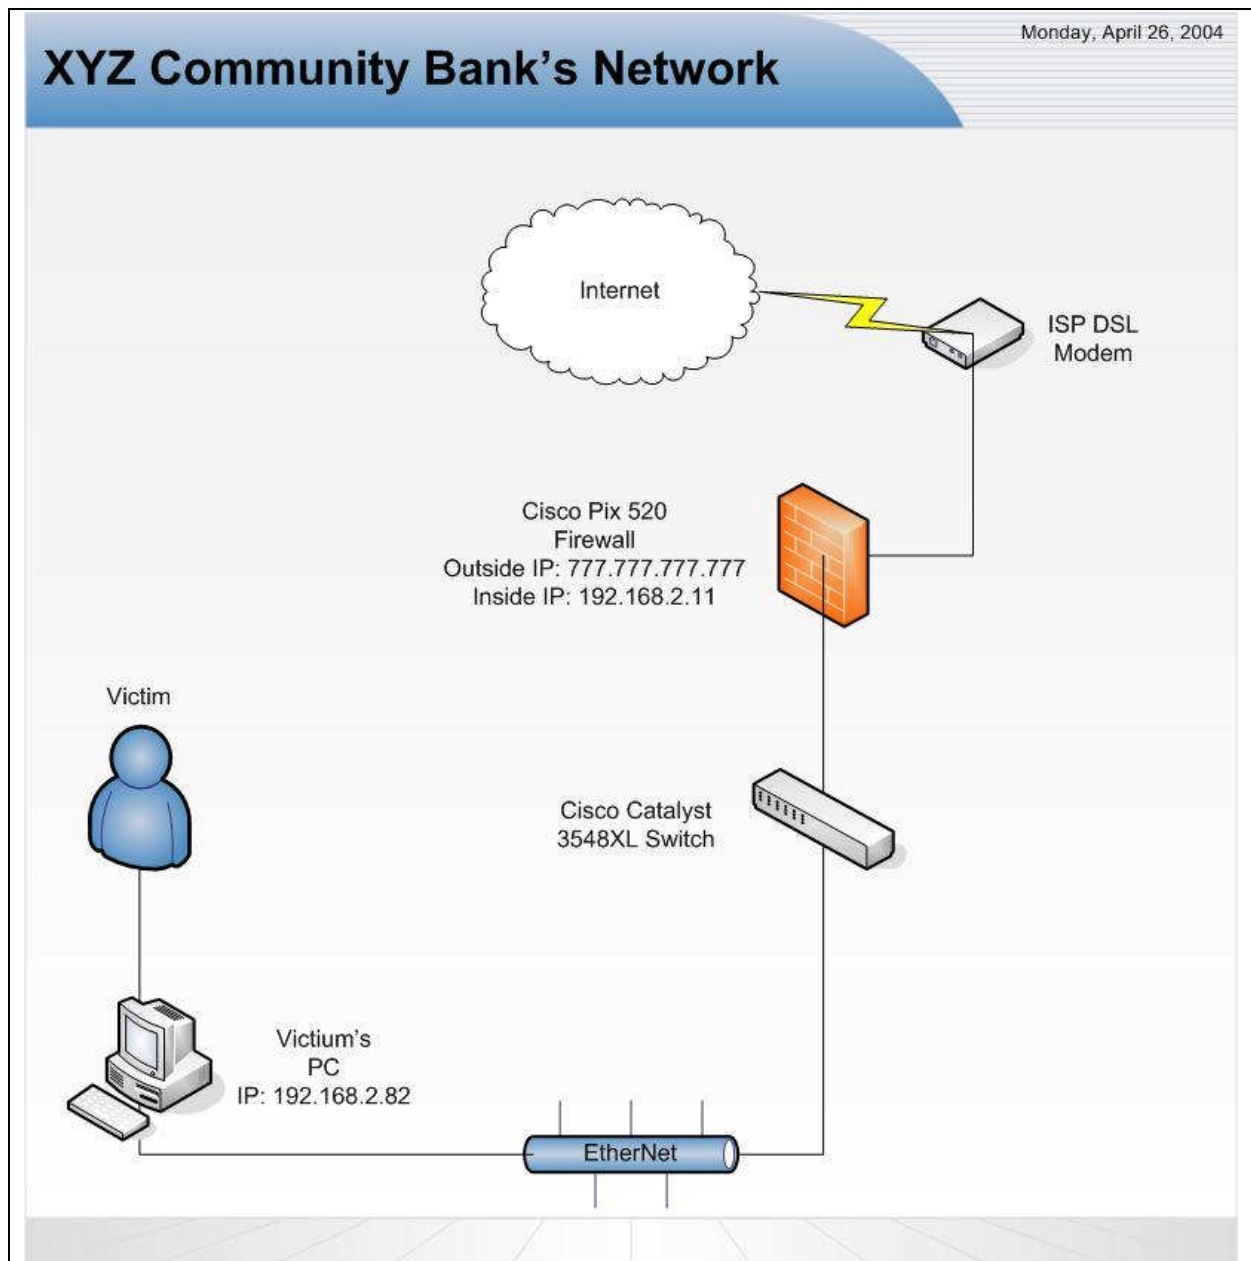 Monday, April 26, 2004
XYZ Community Bank's Network
Internet
ISP DSL
Modem
Cisco Pix 520
Firewall
Outside IP: 777.777.777.777
Inside IP: 192.168.2.11
Victim
Cisco Catalyst
3548XL Switch
Victium's
PC
IP: 192.168.2.82
EtherNet